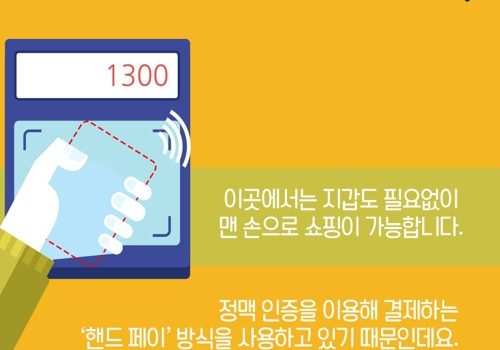 1300
이곳에서는 지갑도 필요없이
맨 손으로 쇼핑이 가능합니다.
정맥 인증을 이용해 결제하는
‘핸드 페이’ 방식을 사용하고 있기 때문인데요.